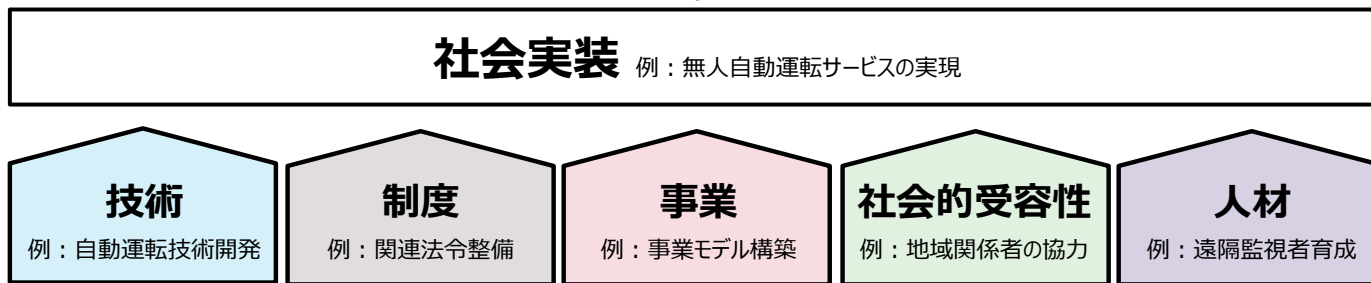 社会実装 例：無人自動運転サービスの実現
技術
例：自動運転技術開発
制度
例：関連法令整備
事業
例：事業モデル構築
社会的受容性
例：地域関係者の協力
人材
例：遠隔監視者育成